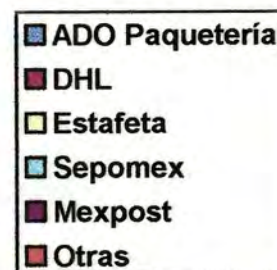 ADO Paquetería
DHL
Estafeta
Sepomex
Mexpost
Otras